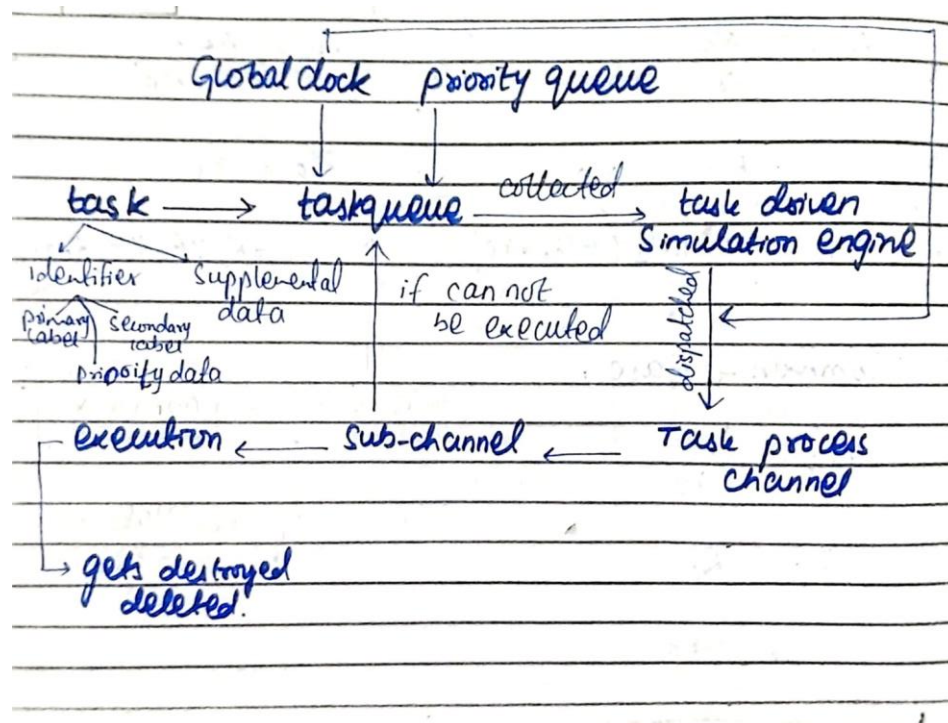 Global clock priority queue
task taskqueue collected task driven
simulation engine
identifier supplemental
data
if can not
be executed
primary
label
secondary
label
priority data
dispatched
execution sub-channel Task process
channel
gets destroyed
deleted.